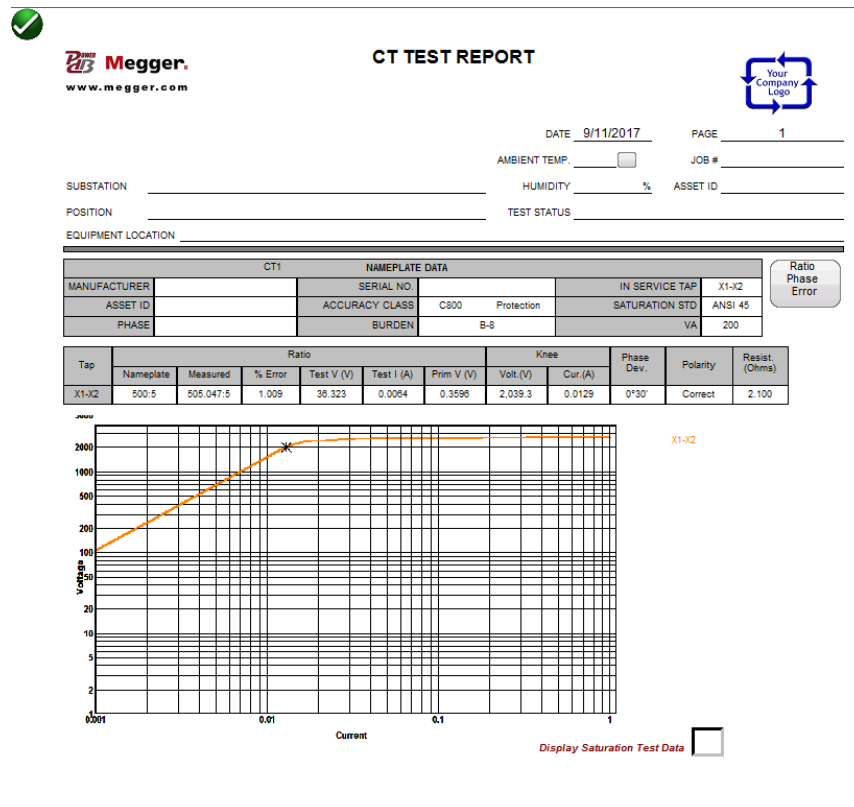 CT TEST REPORT
Power DB Megger.
www.megger.com
Your Company Logo
DATE 9/11/2017 PAGE 1
AMBIENT TEMP. JOB #
SUBSTATION HUMIDITY % ASSET ID
POSITION TEST STATUS
EQUIPMENT LOCATION
CT1 NAMEPLATE DATA
Ratio Phase Error
MANUFACTURER SERIAL NO. IN SERVICE TAP X1-X2
ASSET ID ACCURACY CLASS C800 Protection SATURATION STD ANSI 45
PHASE BURDEN B-8 VA 200
Tap Ratio Knee Phase Dev. Polarity Resist. (Ohms)
Nameplate Measured % Error Test V (V) Test I (A) Prim V (V) Volt.(V) Cur.(A)
X1-X2 500:5 505.047:5 1.009 36.323 0.0064 0.3596 2,039.3 0.0129 0°30' Correct 2.100
X1-X2
2000
1000
500
200
100
50
20
10
5
2
1
Voltage
0.001 0.01 0.1 1
Current
Display Saturation Test Data